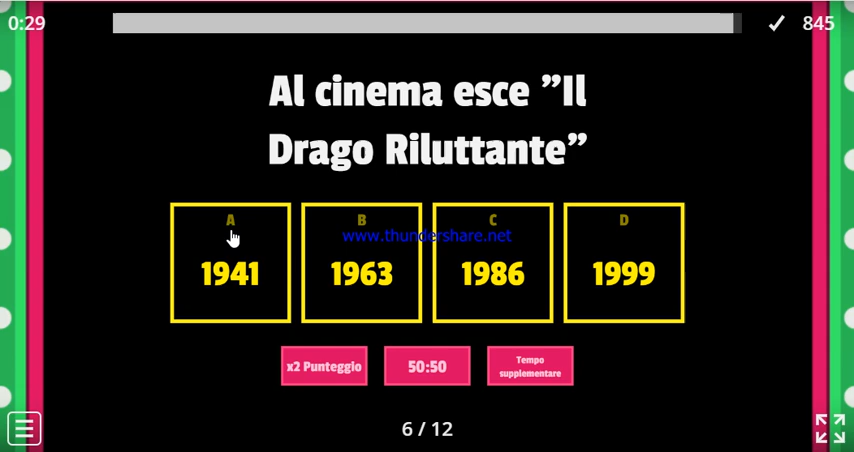 0:29
845
Al cinema esce "Il
Drago Riluttante"
A
B
C
D
www.thundershare.net
1941
1963
1986
1999
x2 Punteggio
50:50
Tempo
supplementare
6 / 12